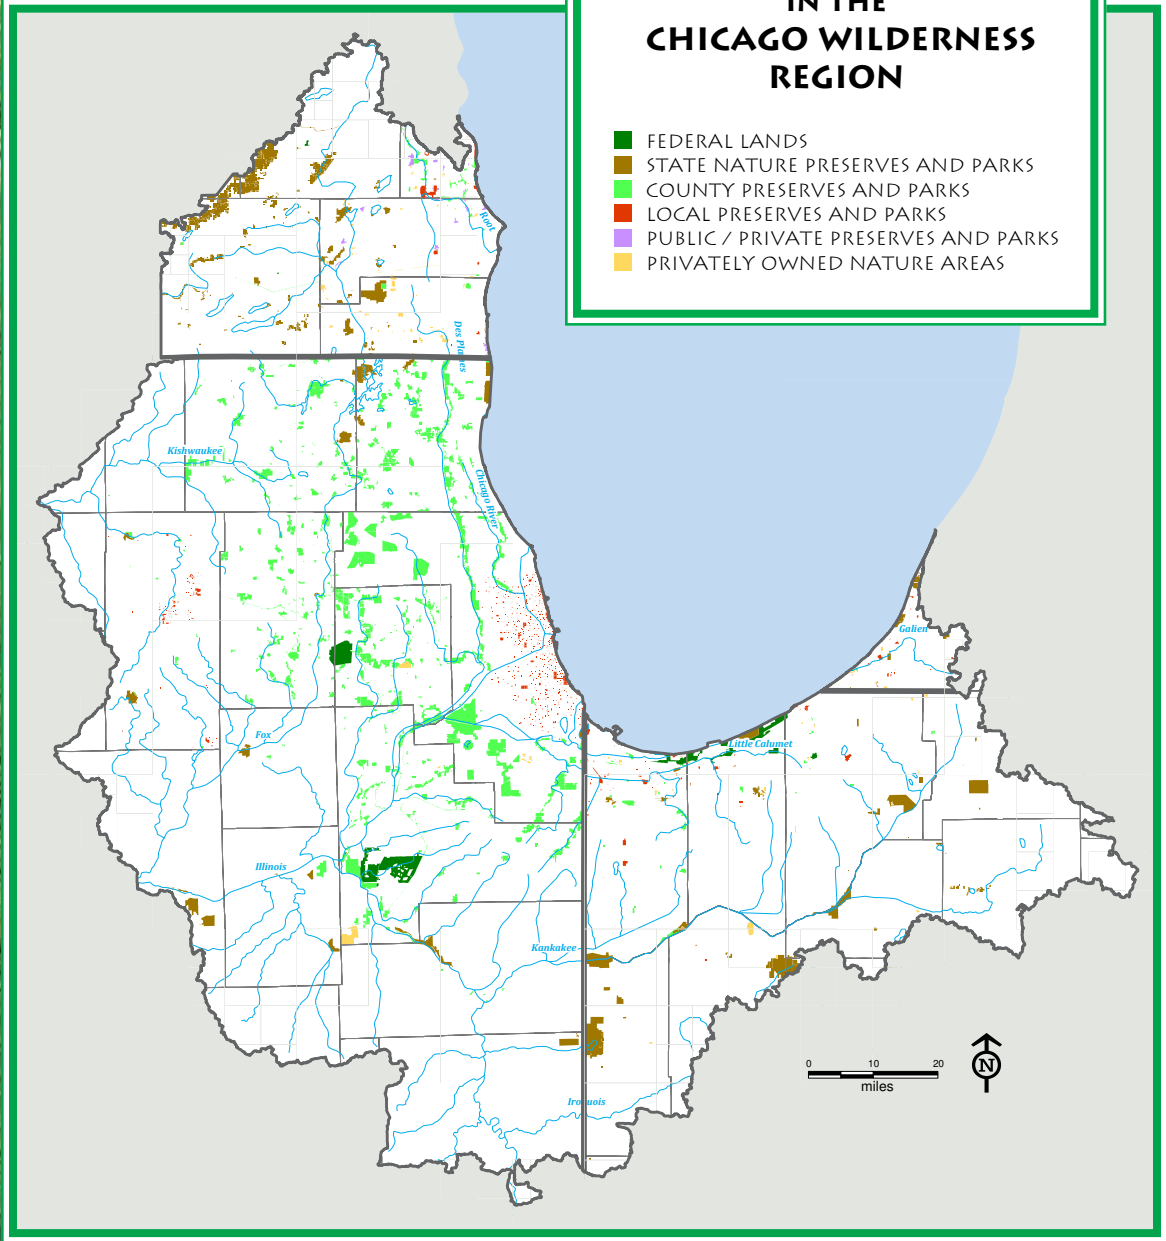 IN THE
CHICAGO WILDERNESS
REGION
FEDERAL LANDS
STATE NATURE PRESERVES AND PARKS
COUNTY PRESERVES AND PARKS
LOCAL PRESERVES AND PARKS
PUBLIC / PRIVATE PRESERVES AND PARKS
PRIVATELY OWNED NATURE AREAS
Root
Des Plaines
Kishwaukee
Chicago River
Galien
Fox
Little Calumet
Illinois
Kankakee
Iroquois
0 10 20
miles
N